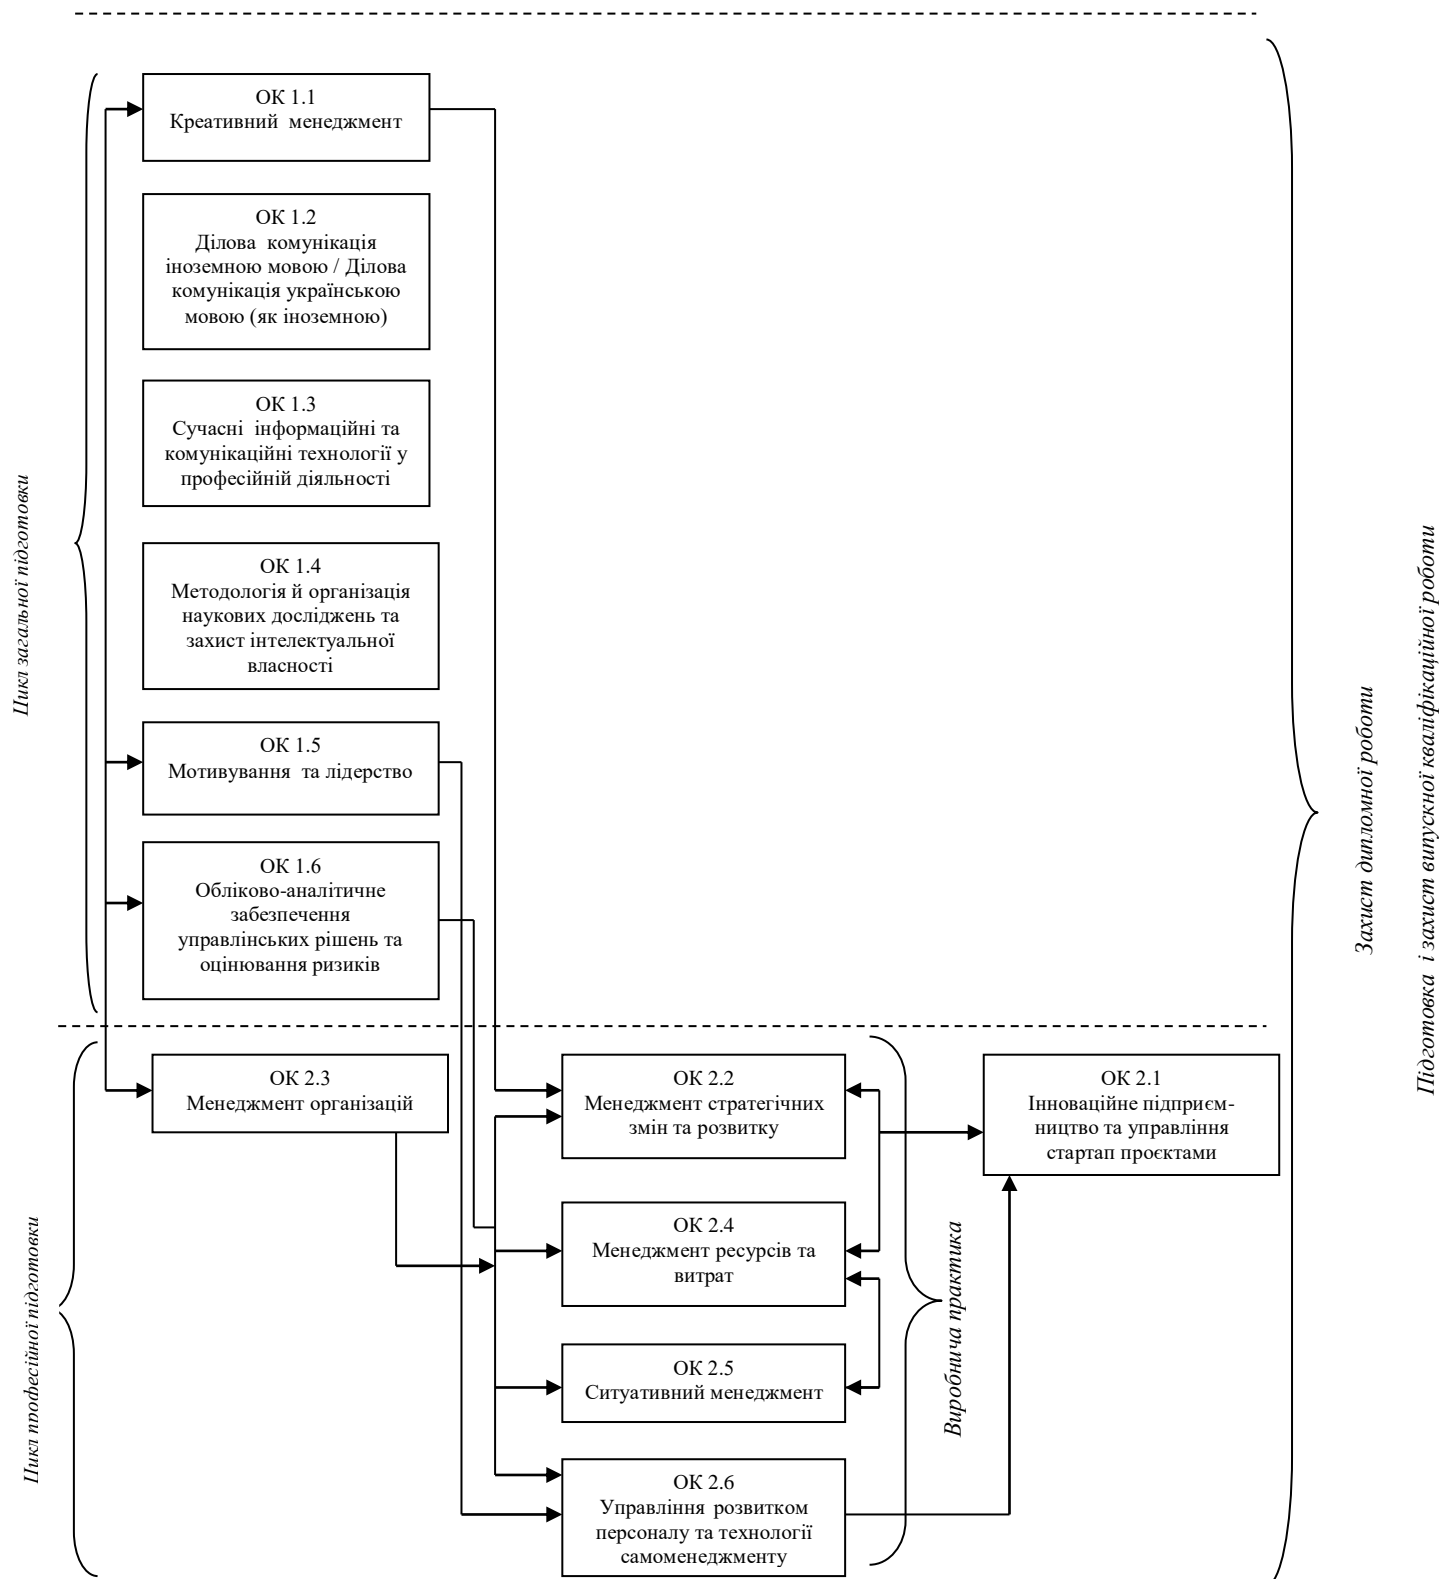 Цикл загальної підготовки
ОК 1.1
Креативний менеджмент
ОК 1.2
Ділова комунікація
іноземною мовою / Ділова
комунікація українською
мовою (як іноземною)
ОК 1.3
Сучасні інформаційні та
комунікаційні технології у
професійній діяльності
ОК 1.4
Методологія й організація
наукових досліджень та
захист інтелектуальної
власності
ОК 1.5
Мотивування та лідерство
ОК 1.6
Обліково-аналітичне
забезпечення
управлінських рішень та
оцінювання ризиків
Цикл професійної підготовки
ОК 2.3
Менеджмент організацій
ОК 2.2
Менеджмент стратегічних
змін та розвитку
ОК 2.4
Менеджмент ресурсів та
витрат
ОК 2.5
Ситуативний менеджмент
ОК 2.6
Управління розвитком
персоналу та технології
самоменеджменту
Виробнича практика
ОК 2.1
Інноваційне підприєм-
ництво та управління
стартап проєктами
Захист дипломної роботи
Підготовка і захист випускної кваліфікаційної роботи